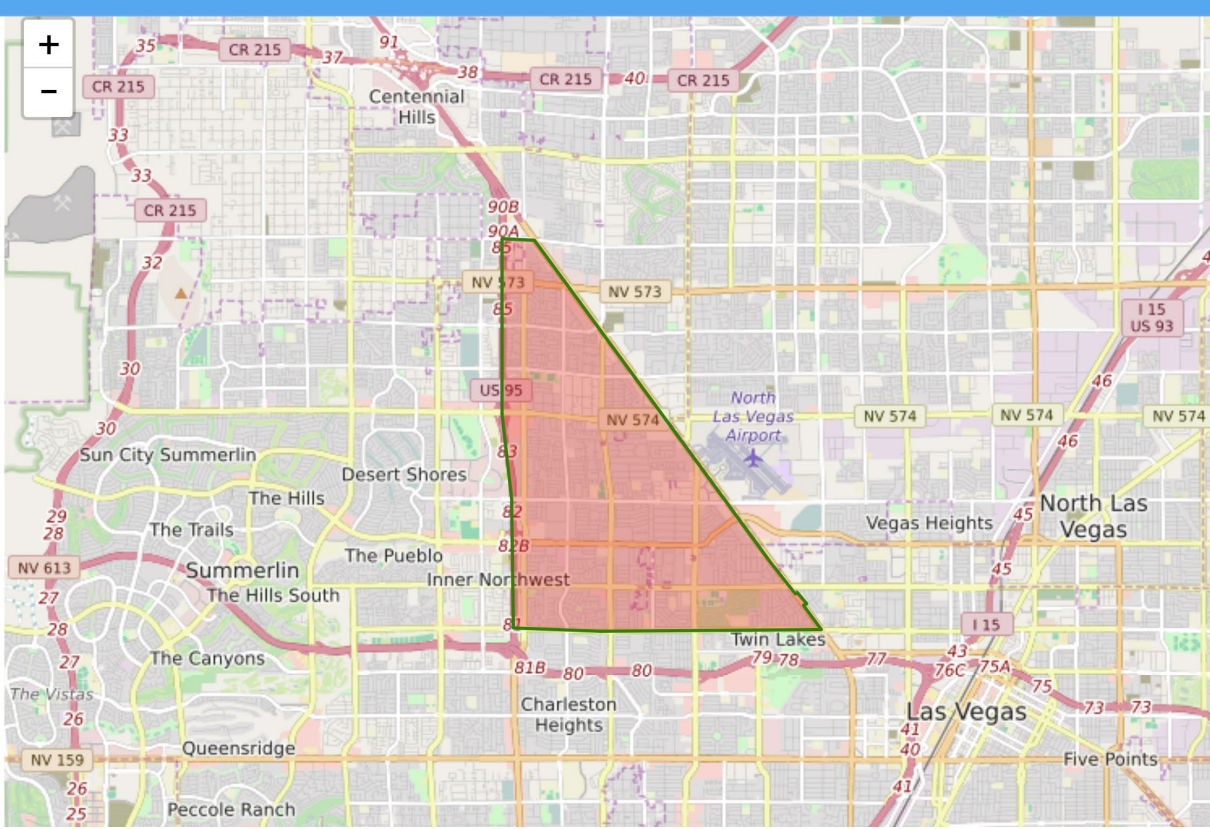 +
−
35
CR 215
37
91
38
CR 215
40
CR 215
CR 215
Centennial
Hills
33
33
CR 215
90B
90A
85
32
NV 573
NV 573
85
I 15
US 93
30
US 95
46
North
Las Vegas
Airport
NV 574
NV 574
NV 574
NV 574
30
46
Sun City Summerlin
83
Desert Shores
The Hills
82
29
28
The Trails
45
North Las
Vegas
Vegas Heights
82B
The Pueblo
NV 613
Summerlin
Inner Northwest
45
27
The Hills South
28
81
I 15
Twin Lakes
27
The Canyons
81B
80
80
79
78
77
43
76C
75A
75
The Vistas
26
Charleston
Heights
Las Vegas
73
73
41
40
Queensridge
NV 159
Five Points
26
41
25
Peccole Ranch